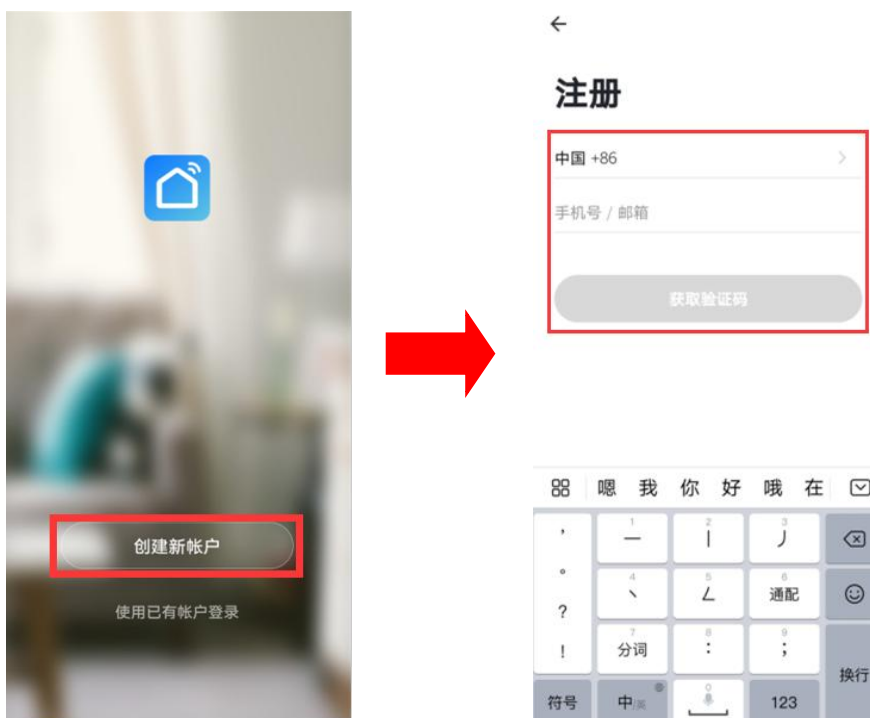 创建新帐户
使用已有帐户登录
注册
中国 +86
手机号 / 邮箱
获取验证码
嗯 我 你 好 哦 在
， 1 一 2 丨 3 丿
。 4 丶 5 ㄥ 6 通配
?
! 7 分词 8 : 9 ; 换行
符号 中/英 0 123